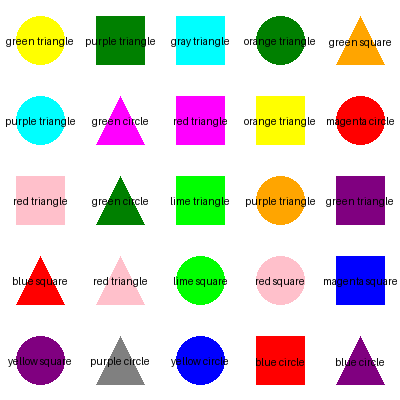 green triangle purple triangle gray triangle orange triangle green square
purple triangle green circle red triangle orange triangle magenta circle
red triangle green circle lime triangle purple triangle green triangle
blue square red triangle lime square red square magenta square
yellow square purple circle yellow circle blue circle blue circle